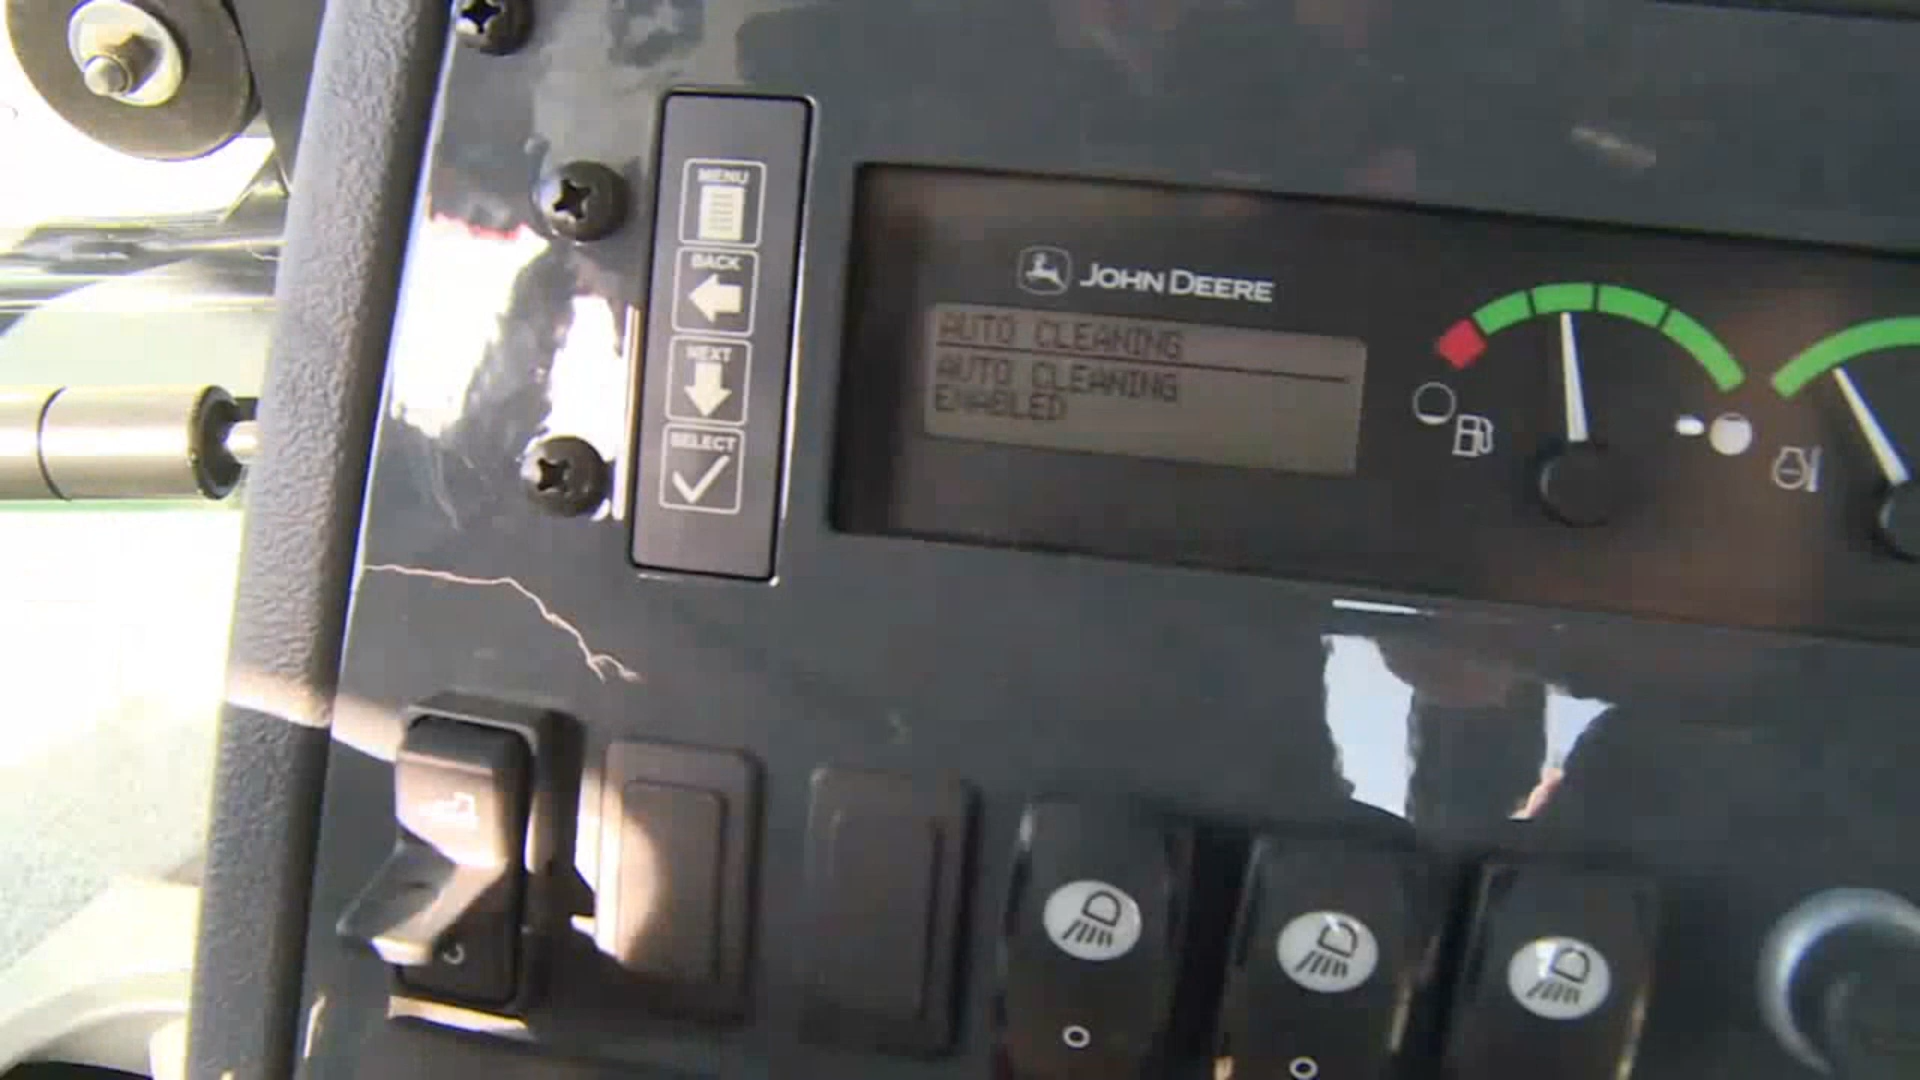 MENU
BACK
NEXT
SELECT
JOHN DEERE
AUTO CLEANING
AUTO CLEANING
ENABLED